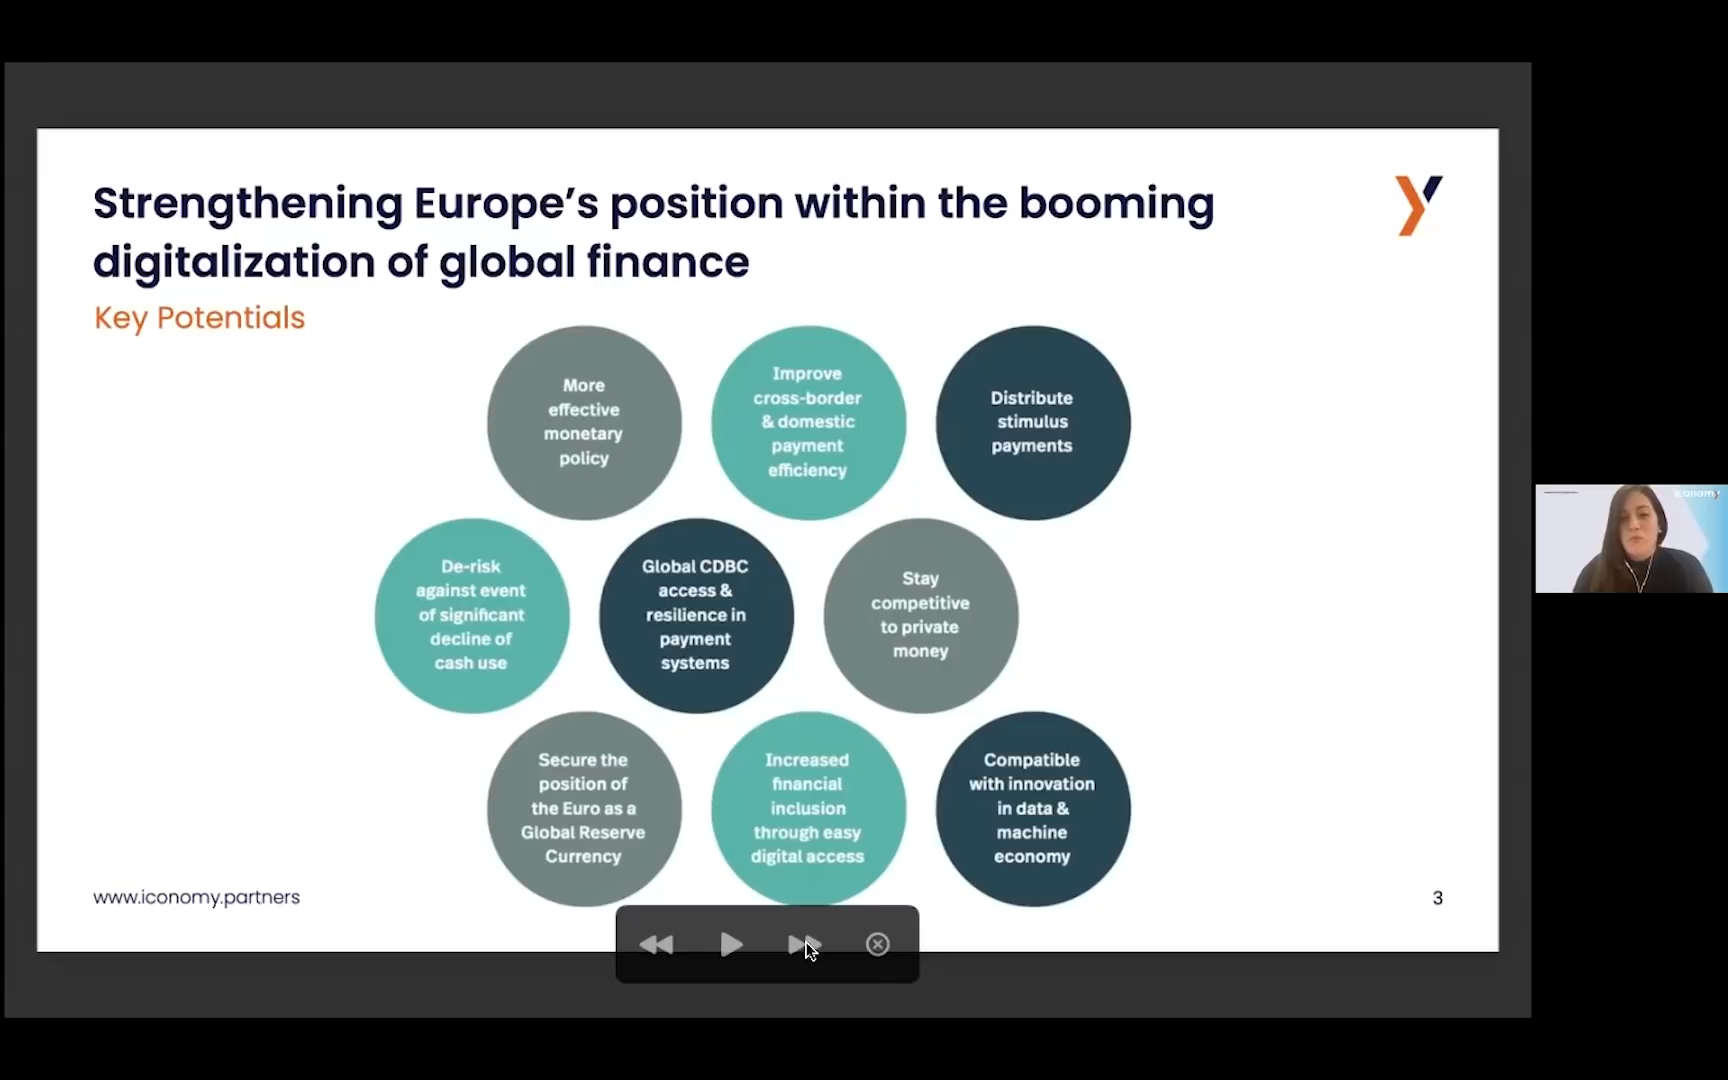 Strengthening Europe’s position within the booming
digitalization of global finance
Key Potentials
More
effective
monetary
policy
Improve
cross-border
& domestic
payment
efficiency
Distribute
stimulus
payments
De-risk
against event
of significant
decline of
cash use
Global CDBC
access &
resilience in
payment
systems
Stay
competitive
to private
money
Secure the
position of
the Euro as a
Global Reserve
Currency
Increased
financial
inclusion
through easy
digital access
Compatible
with innovation
in data &
machine
economy
www.iconomy.partners
3
iconomy